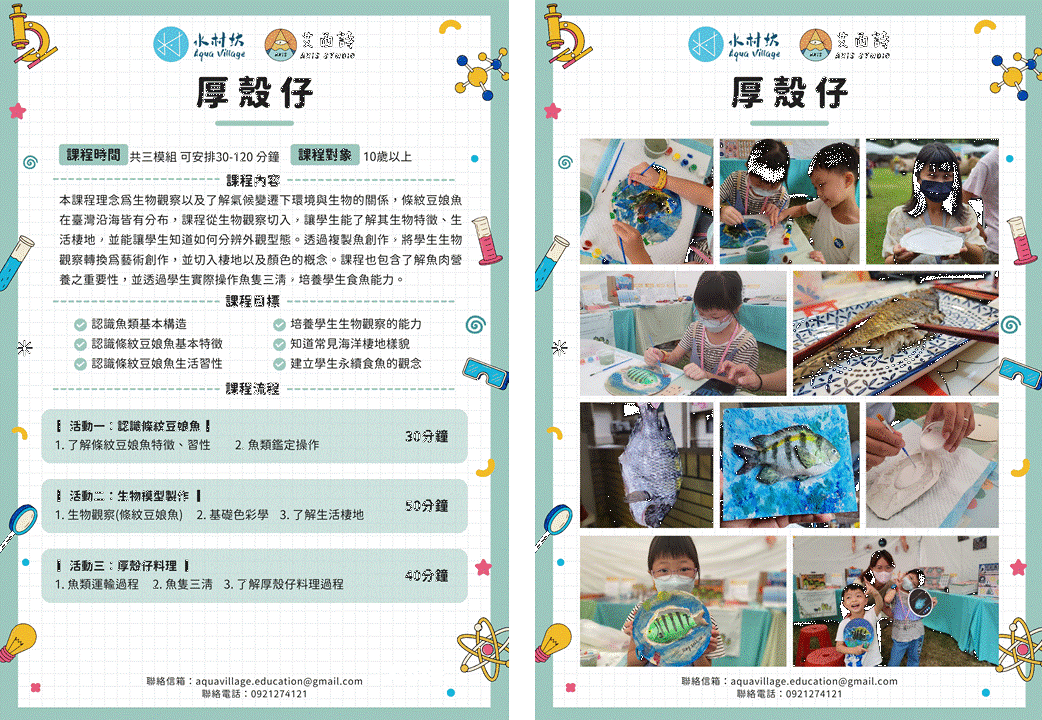 水村坎
Aqua Village
艾而詩
ARTS STUDIO
厚殼仔
課程時間 共三模組 可安排30-120 分鐘 課程對象 10歲以上
課程內容
本課程理念為生物觀察以及了解氣候變遷下環境與生物的關係，條紋豆娘魚
在臺灣沿海皆有分布，課程從生物觀察切入，讓學生能了解其生物特徵、生
活棲地，並能讓學生知道如何分辨外觀型態。透過複製魚創作，將學生生物
觀察轉換為藝術創作，並切入棲地以及顏色的概念。課程也包含了解魚肉營
養之重要性，並透過學生實際操作魚隻三清，培養學生食魚能力。
課程目標
認識魚類基本構造 培養學生生物觀察的能力
認識條紋豆娘魚基本特徵 知道常見海洋棲地樣貌
認識條紋豆娘魚生活習性 建立學生永續食魚的觀念
課程流程
【 活動一：認識條紋豆娘魚 】
1. 了解條紋豆娘魚特徵、習性 2. 魚類鑑定操作
30分鐘
【 活動二：生物模型製作 】
1. 生物觀察(條紋豆娘魚) 2. 基礎色彩學 3. 了解生活棲地
50分鐘
【 活動三：厚殼仔料理 】
1. 魚類運輸過程 2. 魚隻三清 3. 了解厚殼仔料理過程
40分鐘
聯絡信箱：aquavillage.education@gmail.com
聯絡電話：0921274121
水村坎
Aqua Village
艾而詩
ARTS STUDIO
厚殼仔
聯絡信箱：aquavillage.education@gmail.com
聯絡電話：0921274121